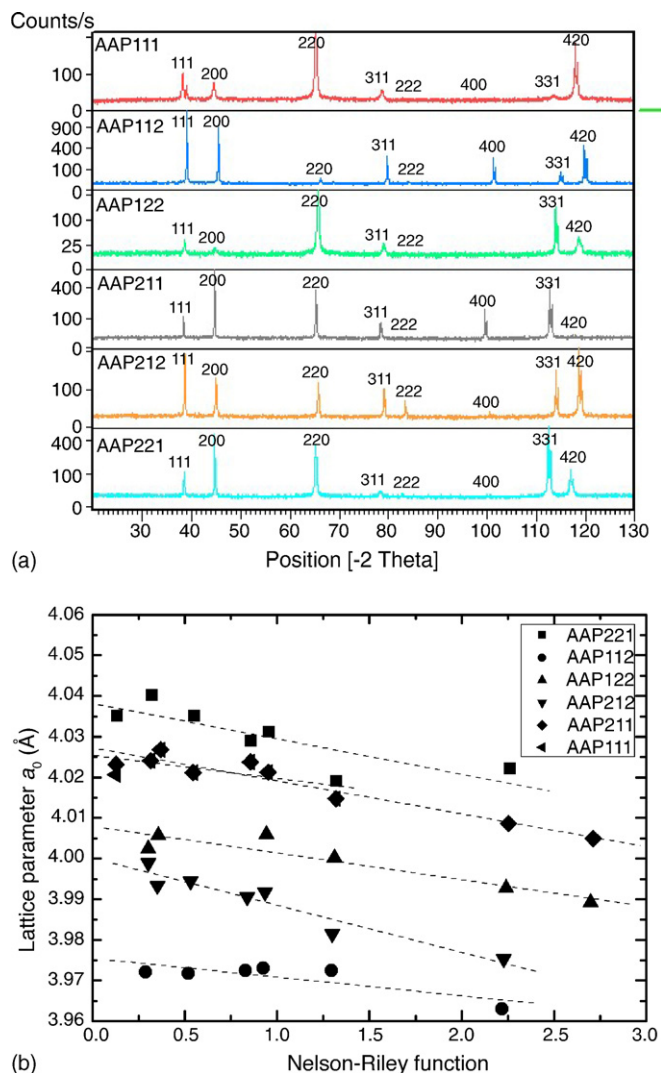 Counts/s
AAP111
111 200 220 311 222 400 331 420
100
0
AAP112
111 200 220 311 222 400 331 420
900
400
100
0
AAP122
111 200 220 311 222 331 420
100
25
0
AAP211
111 200 220 311 222 400 331 420
400
100
0
AAP212
111 200 220 311 222 400 331 420
100
0
AAP221
111 200 220 311 222 400 331 420
400
100
0
30 40 50 60 70 80 90 100 110 120 130
Position [-2 Theta]
(a)
4.06
4.05
4.04
4.03
4.02
4.01
4.00
3.99
3.98
3.97
3.96
Lattice parameter a0 (Å)
AAP221
AAP112
AAP122
AAP212
AAP211
AAP111
0.0 0.5 1.0 1.5 2.0 2.5 3.0
Nelson-Riley function
(b)